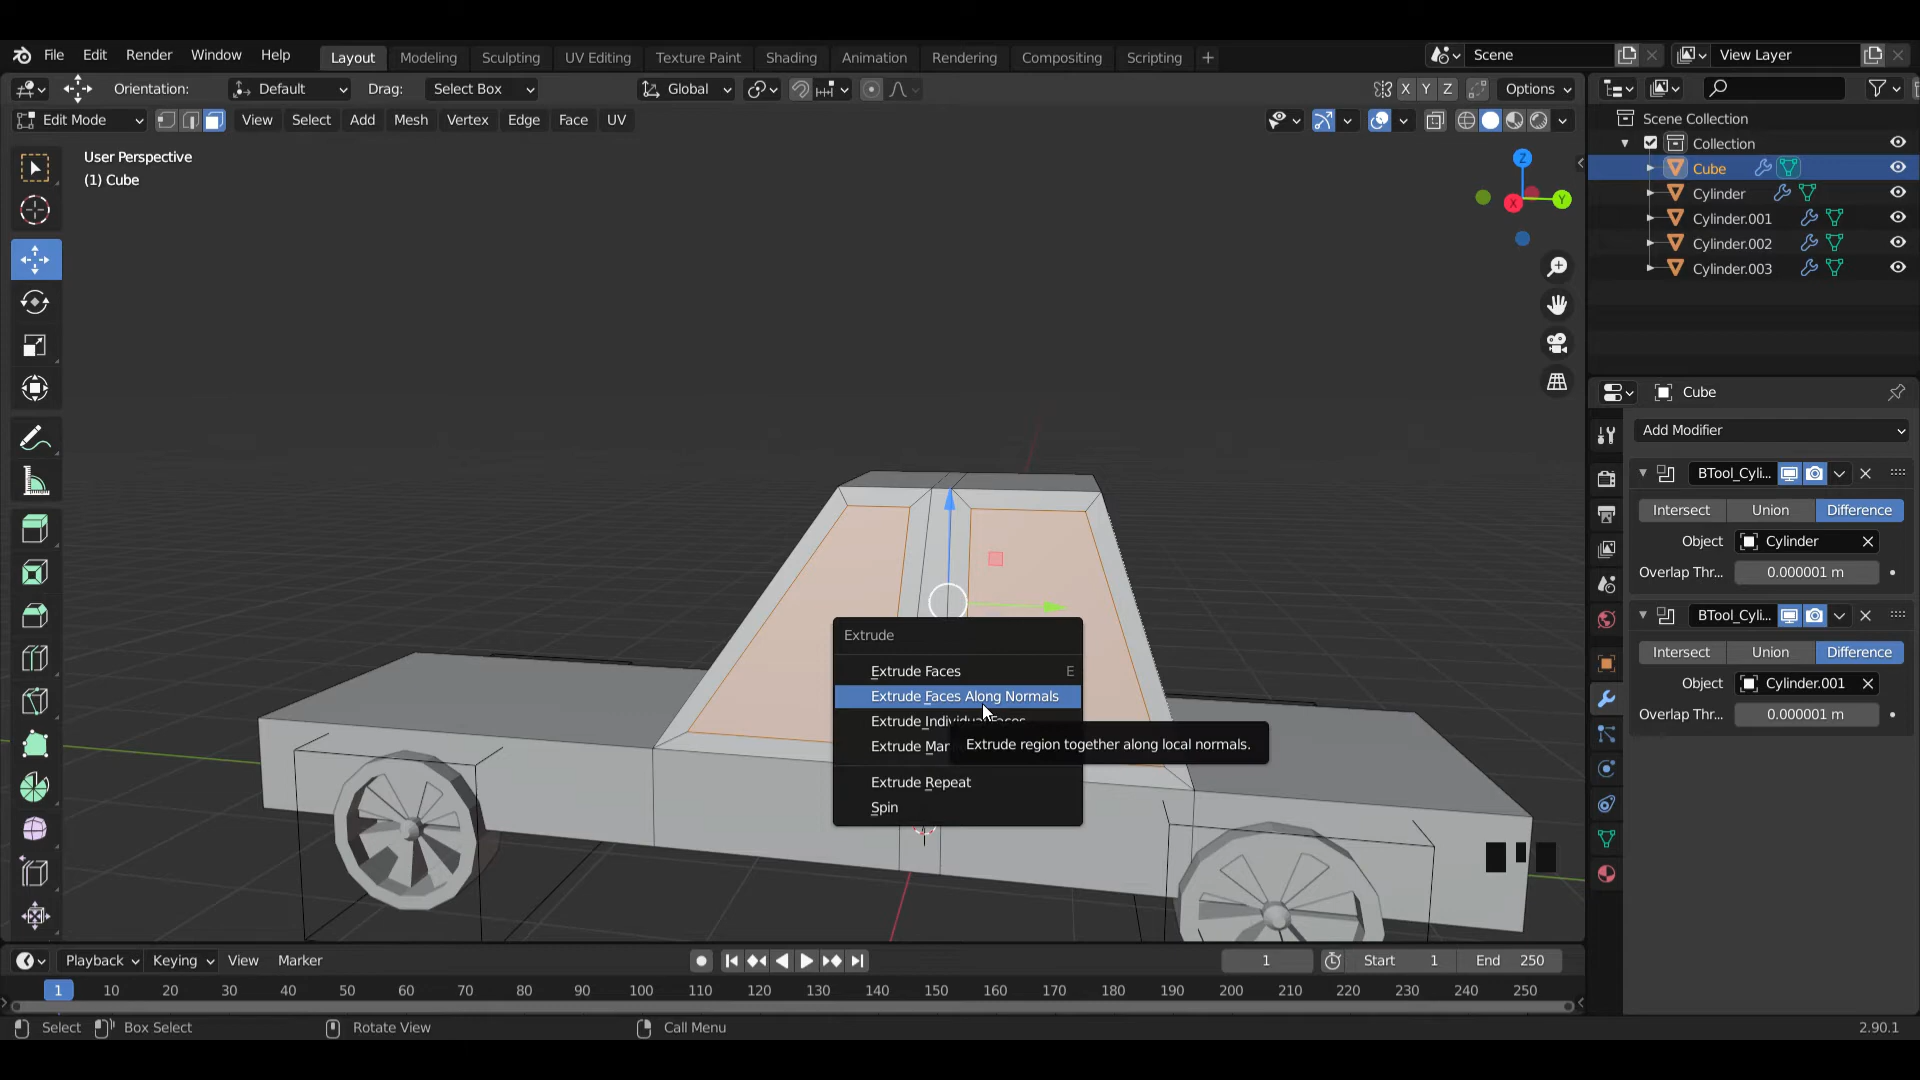 File Edit Render Window Help Layout Modeling Sculpting UV Editing Texture Paint Shading Animation Rendering Compositing Scripting + Scene View Layer
Orientation: Default Drag: Select Box Global X Y Z Options
Edit Mode View Select Add Mesh Vertex Edge Face UV
User Perspective
(1) Cube
Z
Y
X
Extrude
Extrude Faces E
Extrude Faces Along Normals
Extrude Individual Faces
Extrude Man
Extrude region together along local normals.
Extrude Repeat
Spin
Scene Collection
Collection
Cube
Cylinder
Cylinder.001
Cylinder.002
Cylinder.003
Cube
Add Modifier
BTool_Cyli...
Intersect Union Difference
Object Cylinder
Overlap Thr... 0.000001 m
BTool_Cyli...
Intersect Union Difference
Object Cylinder.001
Overlap Thr... 0.000001 m
Playback Keying View Marker 1 Start 1 End 250
1 10 20 30 40 50 60 70 80 90 100 110 120 130 140 150 160 170 180 190 200 210 220 230 240 250
Select Box Select Rotate View Call Menu 2.90.1